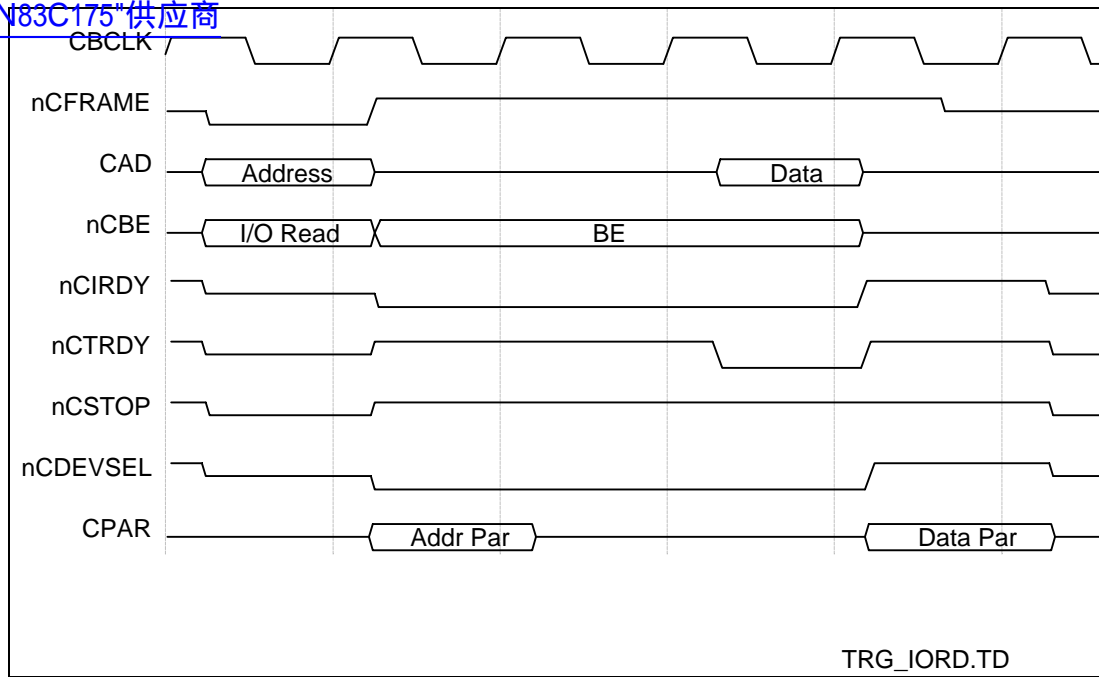 N83C175"供应商
CBCLK
nCFRAME
CAD Address Data
nCBE I/O Read BE
nCIRDY
nCTRDY
nCSTOP
nCDEVSEL
CPAR Addr Par Data Par
TRG_IORD.TD